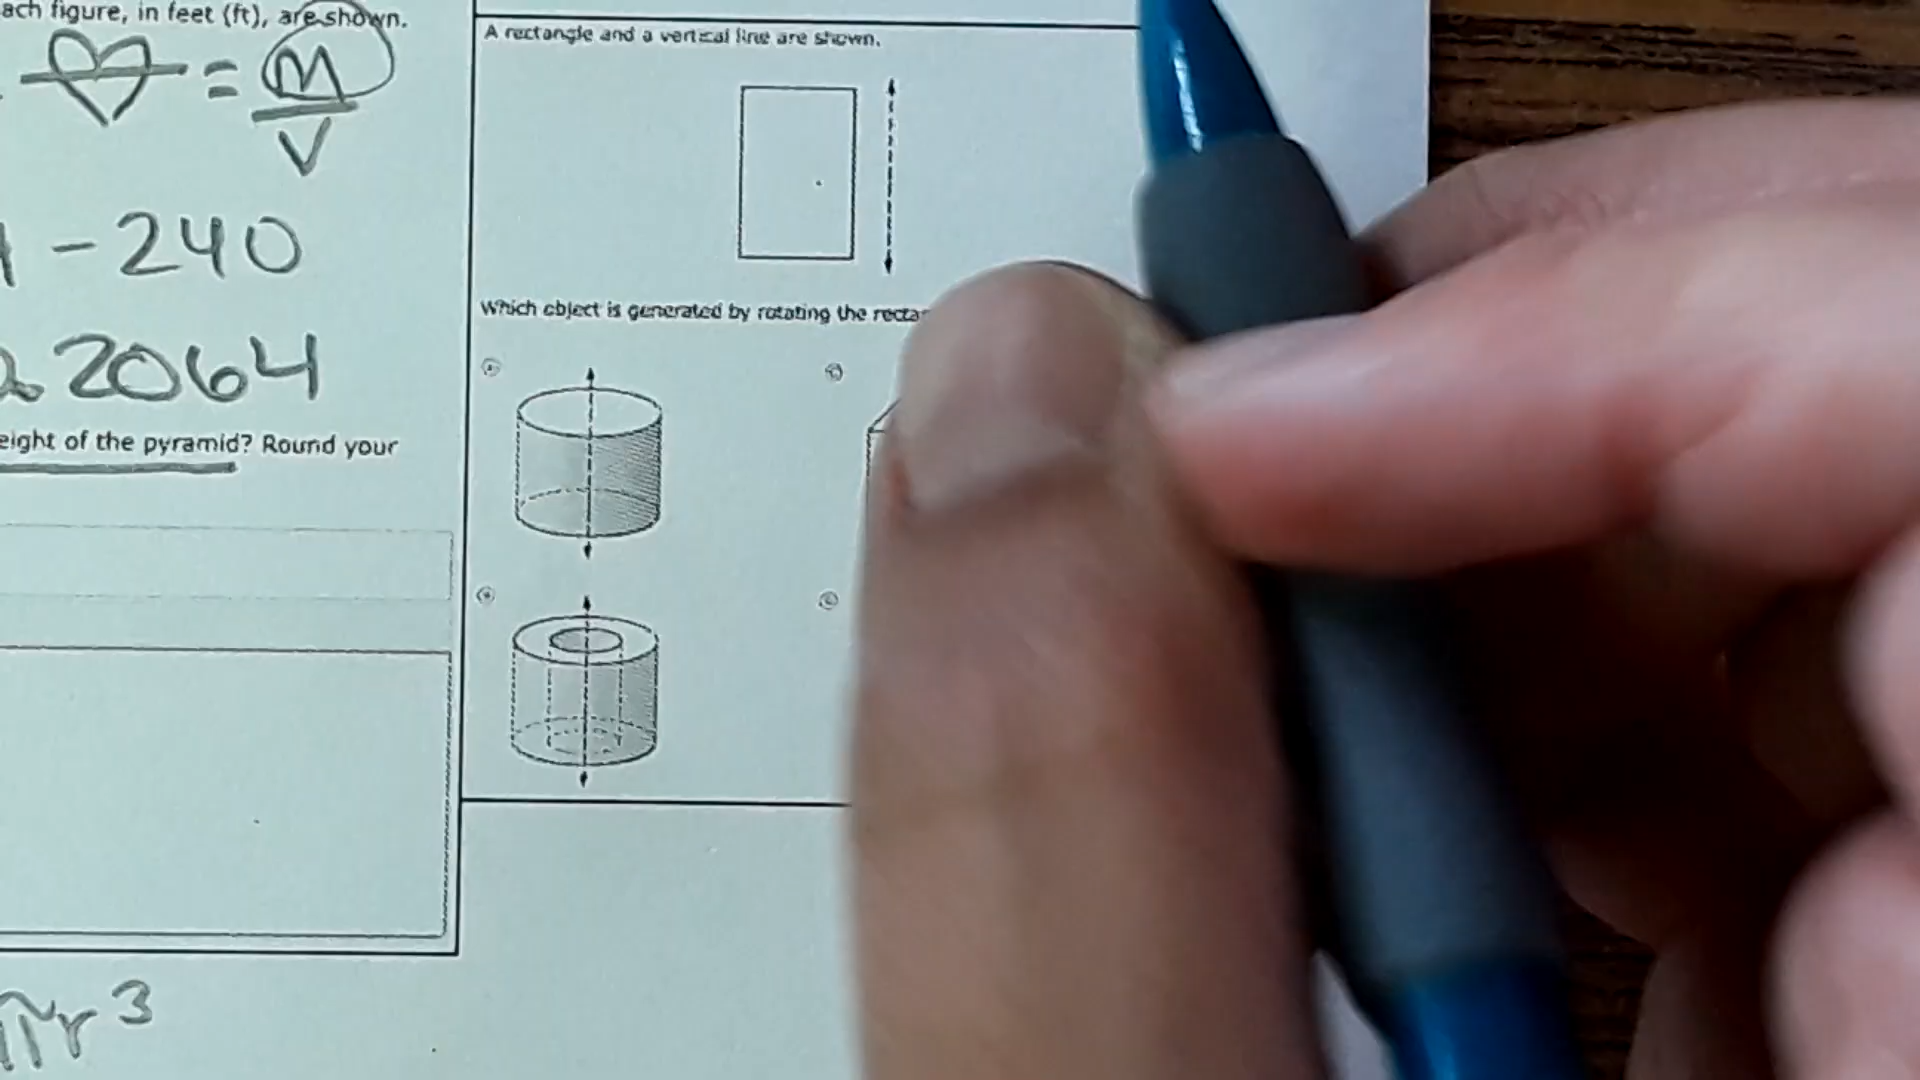 ach figure, in feet (ft), are shown.
= m
V
- 240
.2064
eight of the pyramid? Round your
πr³
A rectangle and a vertical line are shown.
Which object is generated by rotating the